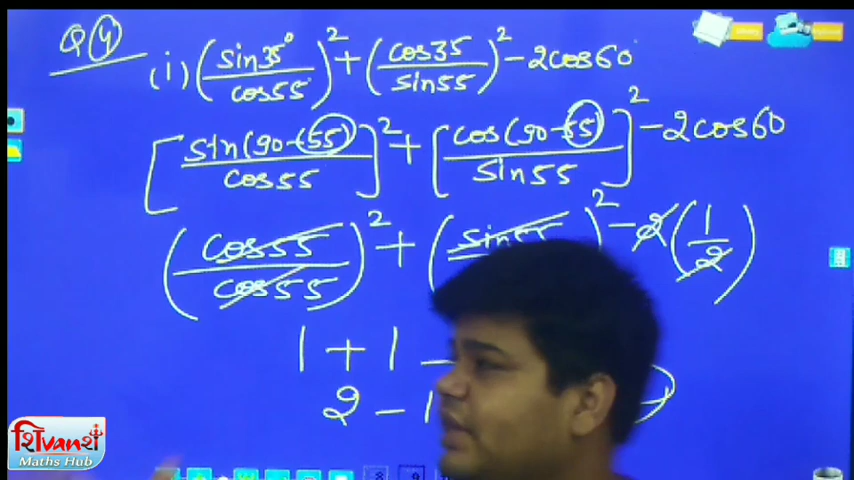 Q(4)
(i) (sin35°/cos55)² + (cos35/sin55)² - 2cos60°
[sin(90-(55))/cos55]² + [cos(90-55)/sin55]² - 2cos60
(cos55/cos55)² + (sin55)² - 2(1/2)
1 + 1 -
2 - 1
शिvanशं
Maths Hub